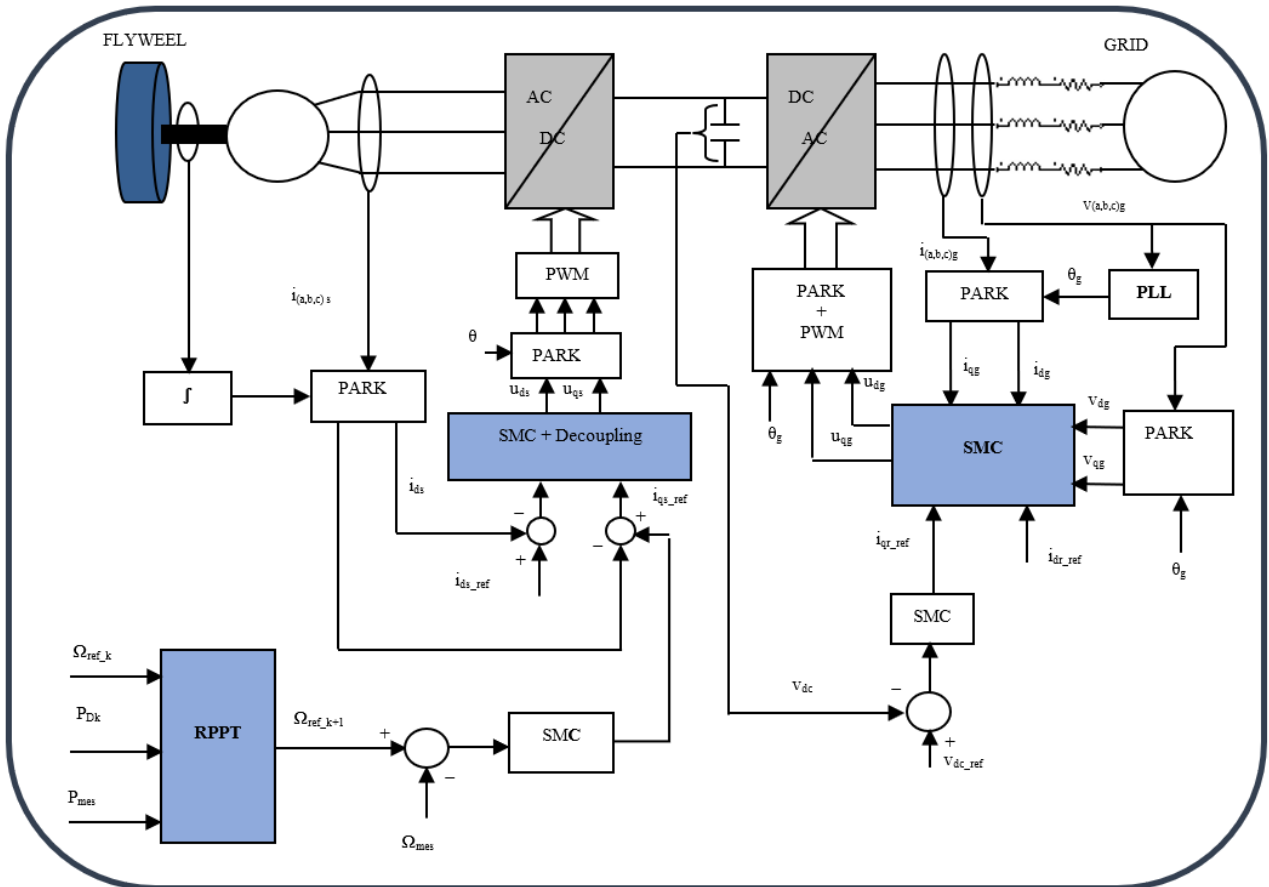 FLYWEEL
GRID
AC
DC
DC
AC
V(a,b,c)g
i(a,b,c)g
i(a,b,c) s
PWM
PARK
+
PWM
PARK
θg
PLL
θ
PARK
iqg
idg
∫
PARK
uds
uqs
udg
vdg
PARK
θg
uqg
SMC + Decoupling
SMC
vqg
ids
iqs_ref
−
+
−
+
ids_ref
iqr_ref
idr_ref
θg
SMC
Ωref_k
vdc
−
PDk
Ωref_k+1
RPPT
+
SMC
+
vdc_ref
−
Pmes
Ωmes